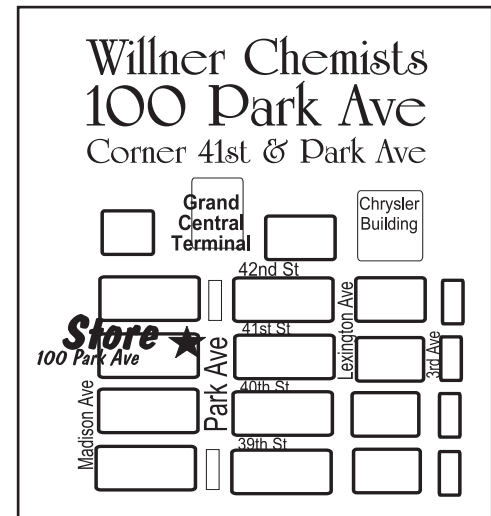 Willner Chemists
100 Park Ave
Corner 41st & Park Ave
Grand
Central
Terminal
Chrysler
Building
42nd St
41st St
40th St
39th St
Store
100 Park Ave
Madison Ave
Park Ave
Lexington Ave
3rd Ave